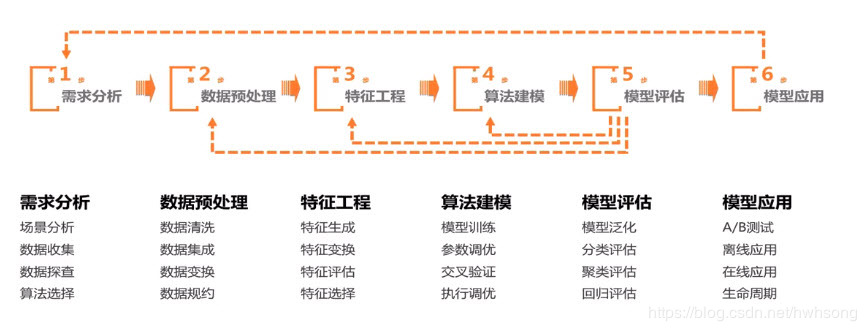 第1步
需求分析
第2步
数据预处理
第3步
特征工程
第4步
算法建模
第5步
模型评估
第6步
模型应用
需求分析 数据预处理 特征工程 算法建模 模型评估 模型应用
场景分析 数据清洗 特征生成 模型训练 模型泛化 A/B测试
数据收集 数据集成 特征变换 参数调优 分类评估 离线应用
数据探查 数据变换 特征评估 交叉验证 聚类评估 在线应用
算法选择 数据规约 特征选择 执行调优 回归评估 生命周期
https://blog.csdn.net/hwhsong